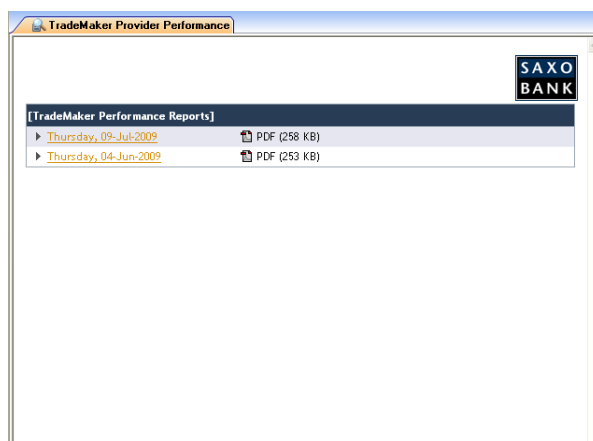 TradeMaker Provider Performance
SAXO
BANK
[TradeMaker Performance Reports]
Thursday, 09-Jul-2009 PDF (258 KB)
Thursday, 04-Jun-2009 PDF (253 KB)